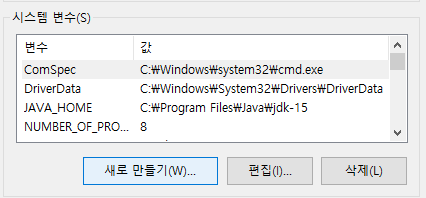 시스템 변수(S)
변수 값
ComSpec C:₩Windows₩system32₩cmd.exe
DriverData C:₩Windows₩System32₩Drivers₩DriverData
JAVA_HOME C:₩Program Files₩Java₩jdk-15
NUMBER_OF_PRO... 8
새로 만들기(W)... 편집(I)... 삭제(L)